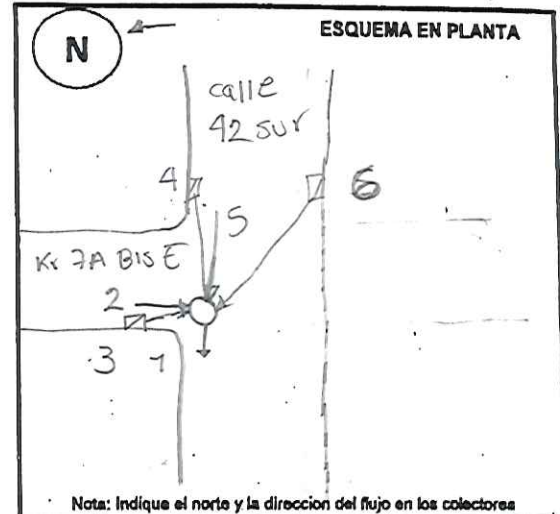 N
ESQUEMA EN PLANTA
calle
42 sur
4
6
5
Kr 7A BIS E
2
3 1
Nota: Indique el norte y la direccion del flujo en los colectores